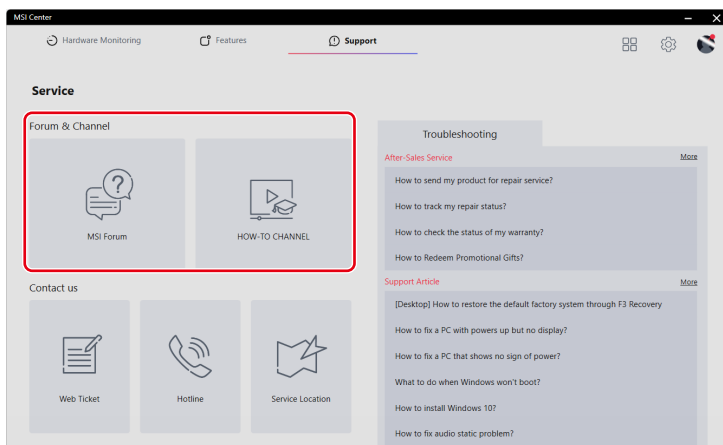 MSI Center
Hardware Monitoring
Features
Support
Service
Forum & Channel
MSI Forum
HOW-TO CHANNEL
Contact us
Web Ticket
Hotline
Service Location
Troubleshooting
After-Sales Service
More
How to send my product for repair service?
How to track my repair status?
How to check the status of my warranty?
How to Redeem Promotional Gifts?
Support Article
More
[Desktop] How to restore the default factory system through F3 Recovery
How to fix a PC with powers up but no display?
How to fix a PC that shows no sign of power?
What to do when Windows won't boot?
How to install Windows 10?
How to fix audio static problem?